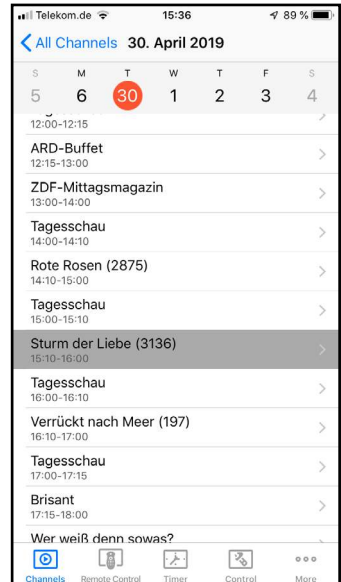 Telekom.de 15:36 89 %
All Channels 30. April 2019
S M T W T F S
5 6 30 1 2 3 4
12:00-12:15
ARD-Buffet
12:15-13:00
ZDF-Mittagsmagazin
13:00-14:00
Tagesschau
14:00-14:10
Rote Rosen (2875)
14:10-15:00
Tagesschau
15:00-15:10
Sturm der Liebe (3136)
15:10-16:00
Tagesschau
16:00-16:10
Verrückt nach Meer (197)
16:10-17:00
Tagesschau
17:00-17:15
Brisant
17:15-18:00
Wer weiß denn sowas?
Channels Remote Control Timer Control More